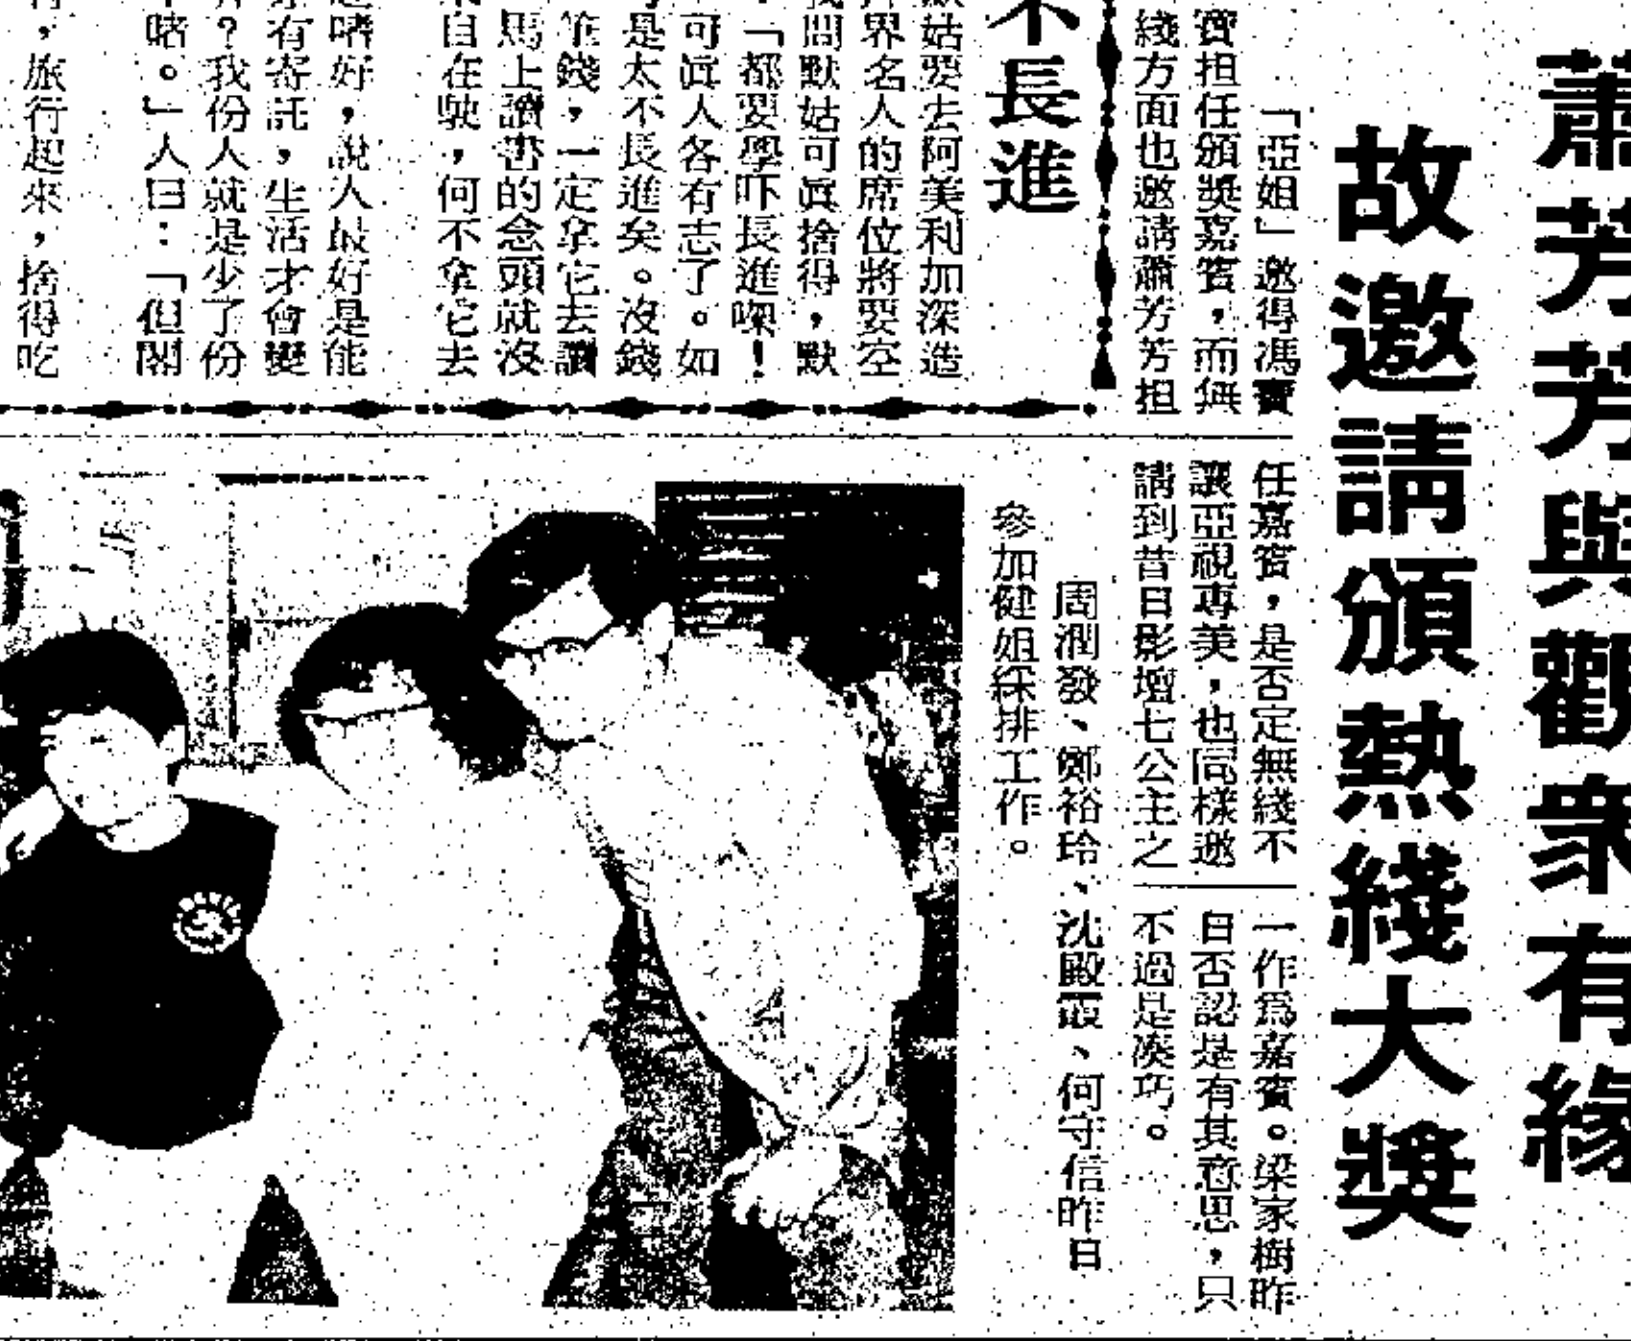 蕭芳芳與觀衆有緣
故邀請頒熱綫大獎
「亞姐」邀得馮寶
寶担任頒獎嘉賓，而無
綫方面也邀請蕭芳芳担
任嘉賓，是否定無綫不
讓亞視專美，也同樣邀
請到昔日影壇七公主之
一作爲嘉賓。梁家樹昨
日否認是有其意思，只
不過是凑巧。
周潤發、鄭裕玲、沈殿霞、何守信昨日
參加健姐綵排工作。
不長進
姑要去阿美利加深造
界名人的席位將要空
問默姑可眞捨得，默
「都要學吓長進㗎！
可眞人各有志了。如
是太不長進矣。沒錢
筆錢，一定拿它去讀
馬上讀書的念頭就沒
自在駛，何不拿它去
嗜好，說人最好是能
有寄託，生活才會變
？我份人就是少了份
啫。」人曰：「但閣
，旅行起來，捨得吃